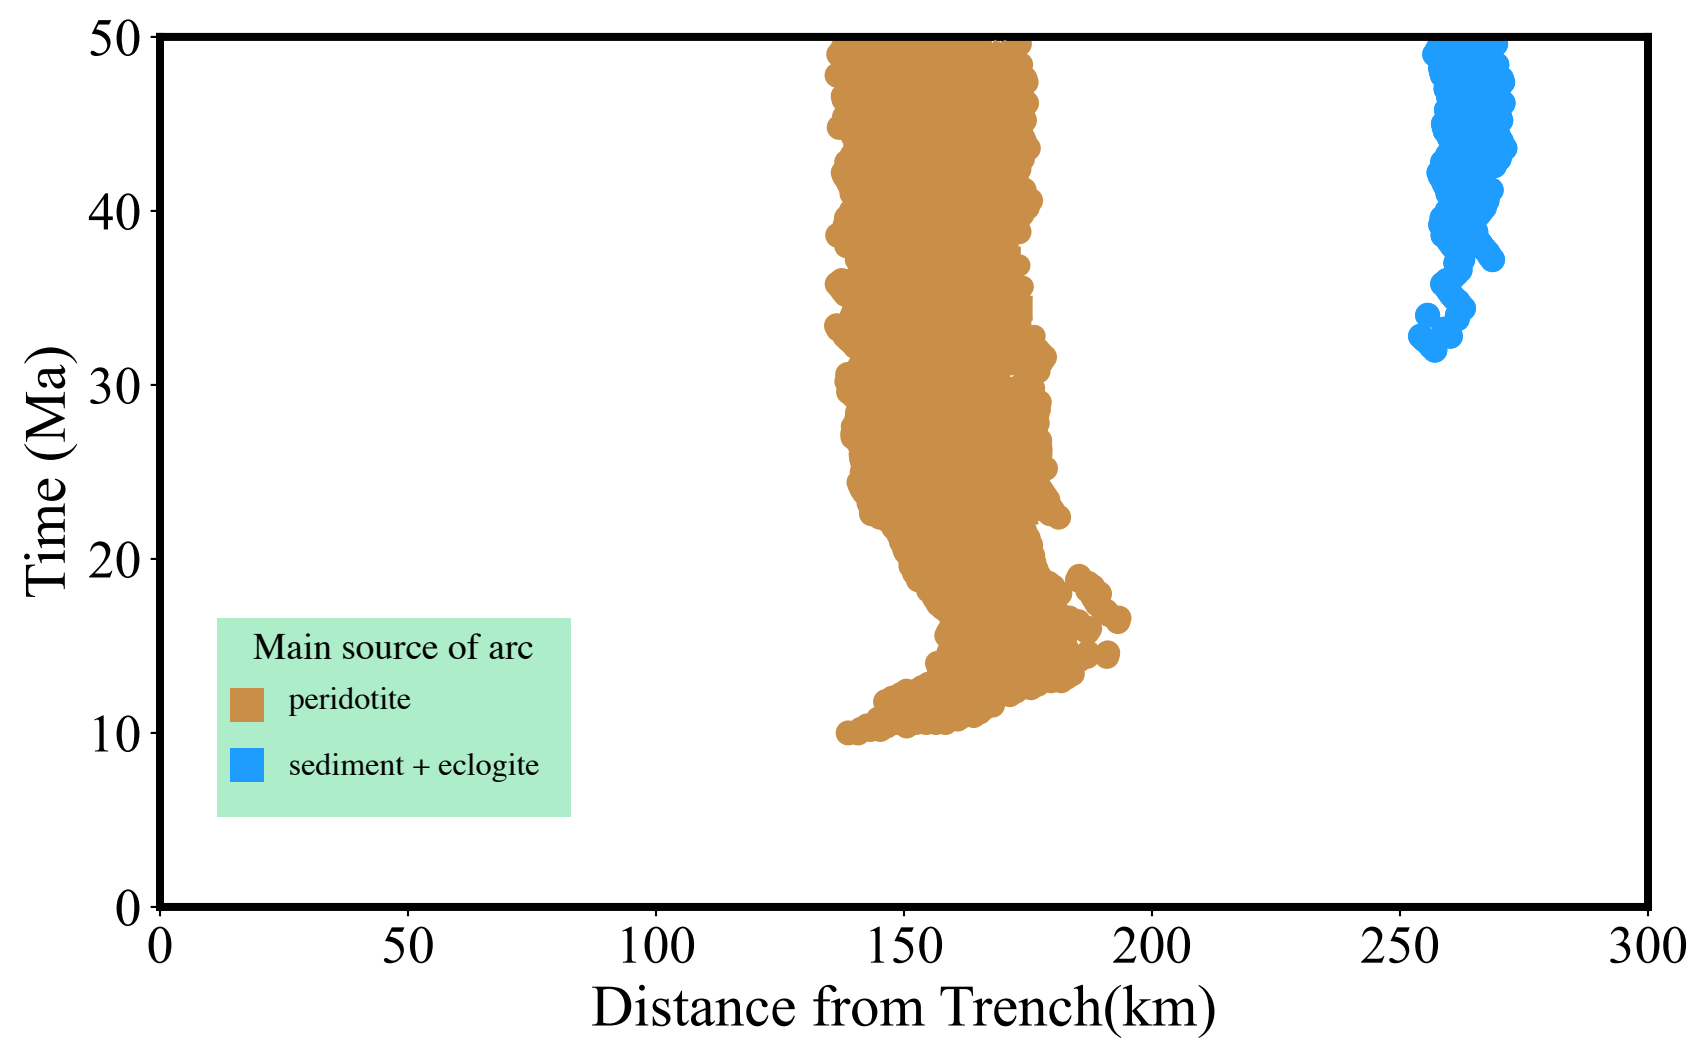 50
40
30
20
10
0
Time (Ma)
Main source of arc
peridotite
sediment + eclogite
0 50 100 150 200 250 300
Distance from Trench(km)